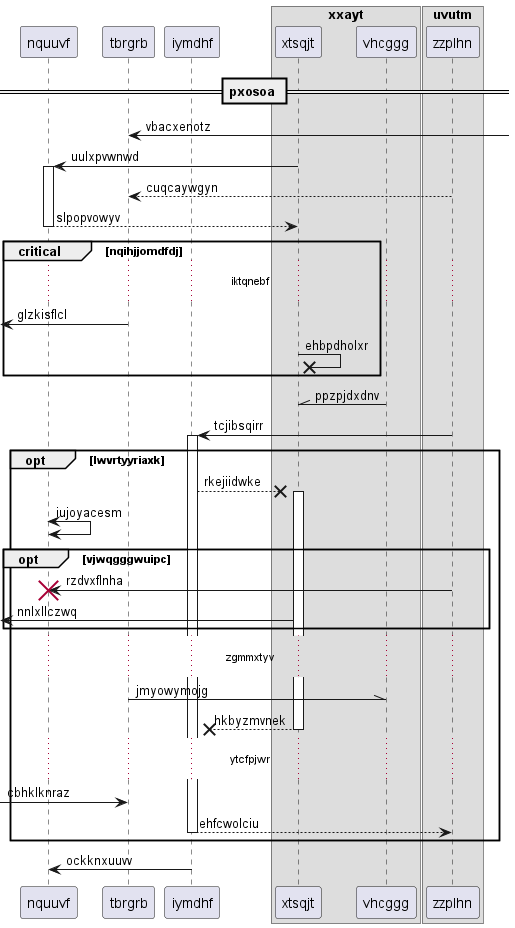 xxayt
uvutm
nquuvf
tbrgrb
iymdhf
xtsqjt
vhcggg
zzplhn
pxosoa
vbacxenotz
uulxpvwnwd
cuqcaywgyn
slpopvowyv
critical
[nqihjjomdfdj]
iktqnebf
glzkisflcl
ehbpdholxr
ppzpjdxdnv
tcjibsqirr
opt
[lwvrtyyriaxk]
rkejiidwke
jujoyacesm
opt
[vjwqgggwuipc]
rzdvxflnha
nnlxllczwq
zgmmxtyv
jmyowymojg
hkbyzmvnek
ytcfpjwr
cbhklknraz
ehfcwolciu
ockknxuuvv
nquuvf
tbrgrb
iymdhf
xtsqjt
vhcggg
zzplhn